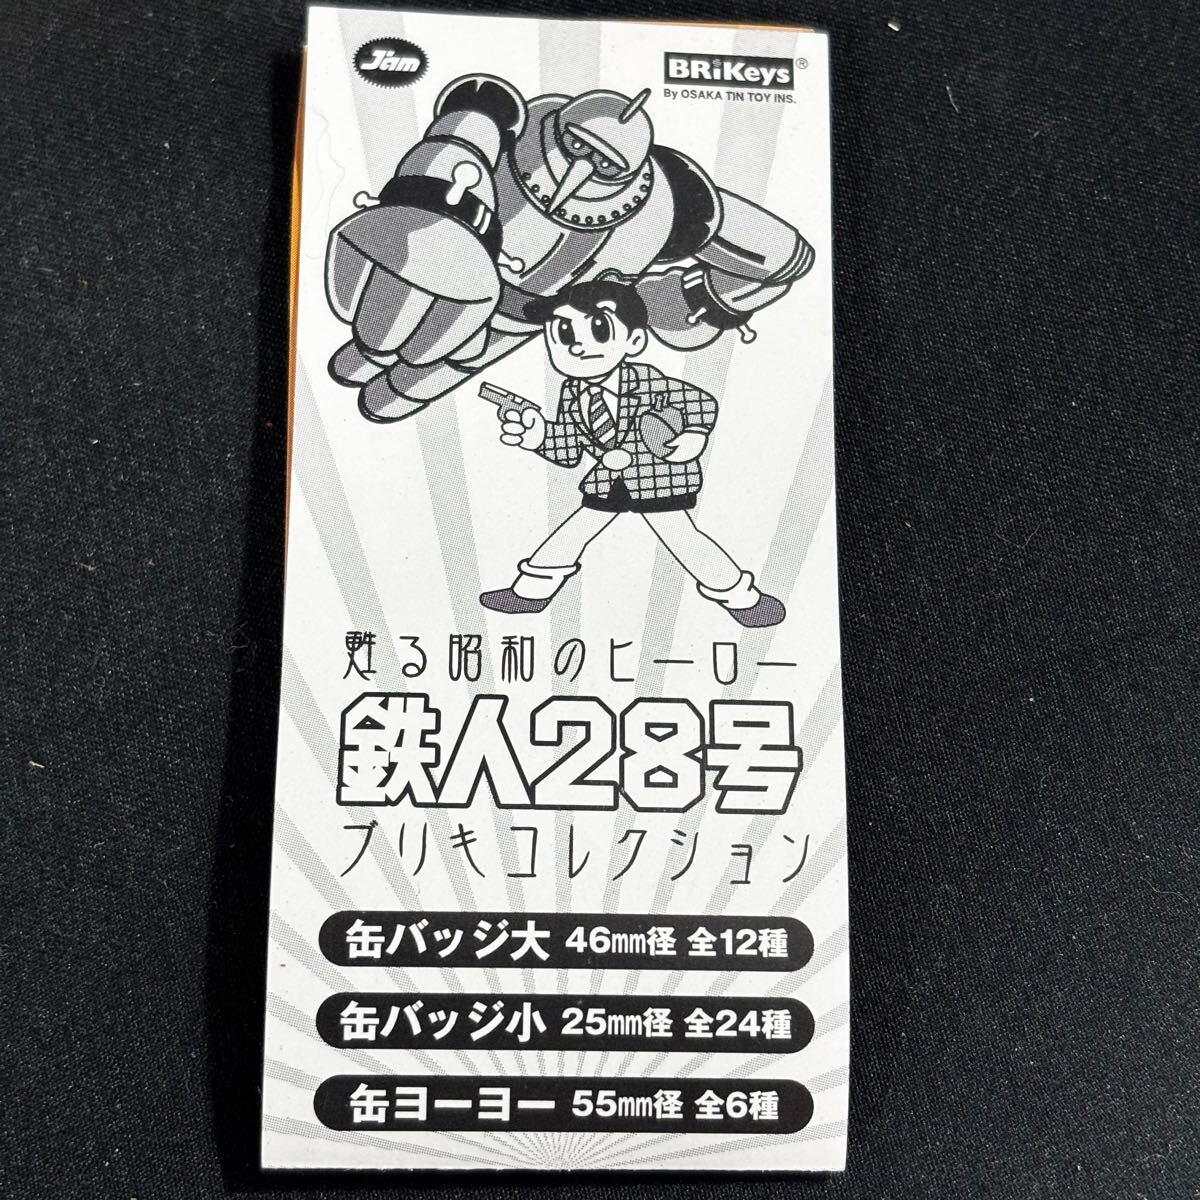 Jam
BRiKeys®
By OSAKA TIN TOY INS.
甦る昭和のヒーロー
鉄人28号
ブリキコレクション
缶バッジ大 46mm径 全12種
缶バッジ小 25mm径 全24種
缶ヨーヨー 55mm径 全6種